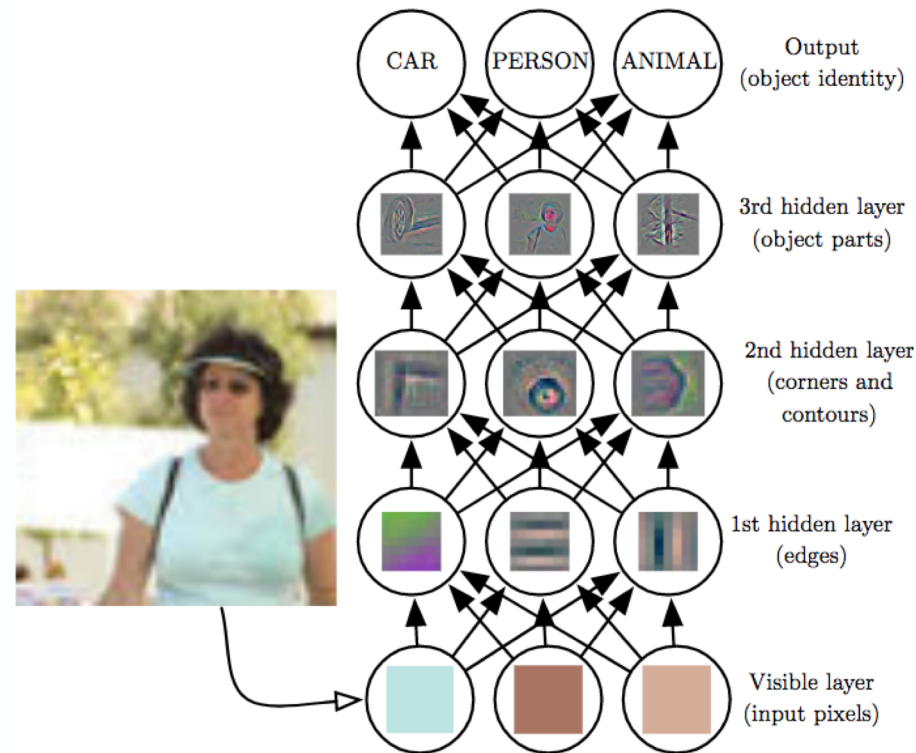 CAR PERSON ANIMAL
Output
(object identity)
3rd hidden layer
(object parts)
2nd hidden layer
(corners and
contours)
1st hidden layer
(edges)
Visible layer
(input pixels)